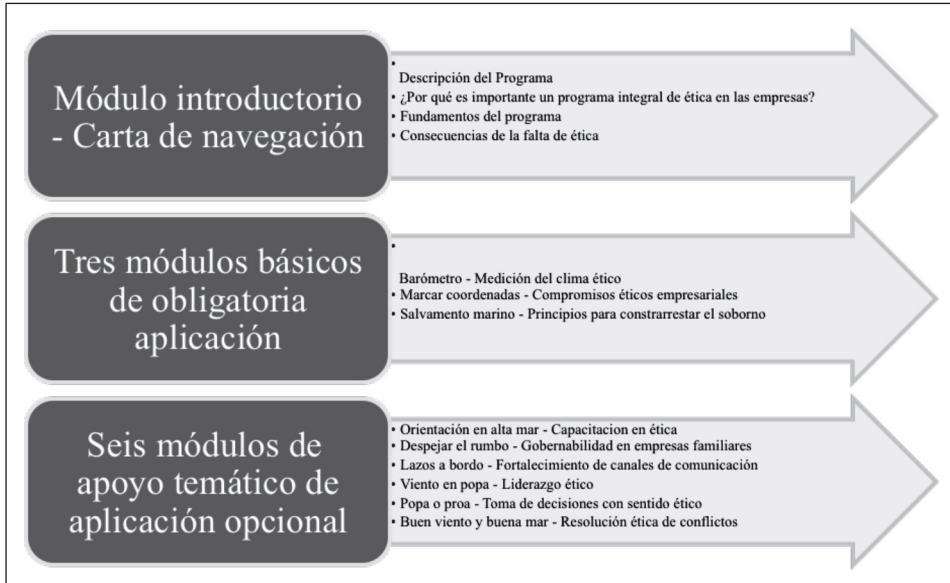 Módulo introductorio
- Carta de navegación
•
Descripción del Programa
• ¿Por qué es importante un programa integral de ética en las empresas?
• Fundamentos del programa
• Consecuencias de la falta de ética
Tres módulos básicos
de obligatoria
aplicación
•
Barómetro - Medición del clima ético
• Marcar coordenadas - Compromisos éticos empresariales
• Salvamento marino - Principios para constrarrestar el soborno
Seis módulos de
apoyo temático de
aplicación opcional
• Orientación en alta mar - Capacitacion en ética
• Despejar el rumbo - Gobernabilidad en empresas familiares
• Lazos a bordo - Fortalecimiento de canales de comunicación
• Viento en popa - Liderazgo ético
• Popa o proa - Toma de decisiones con sentido ético
• Buen viento y buena mar - Resolución ética de conflictos